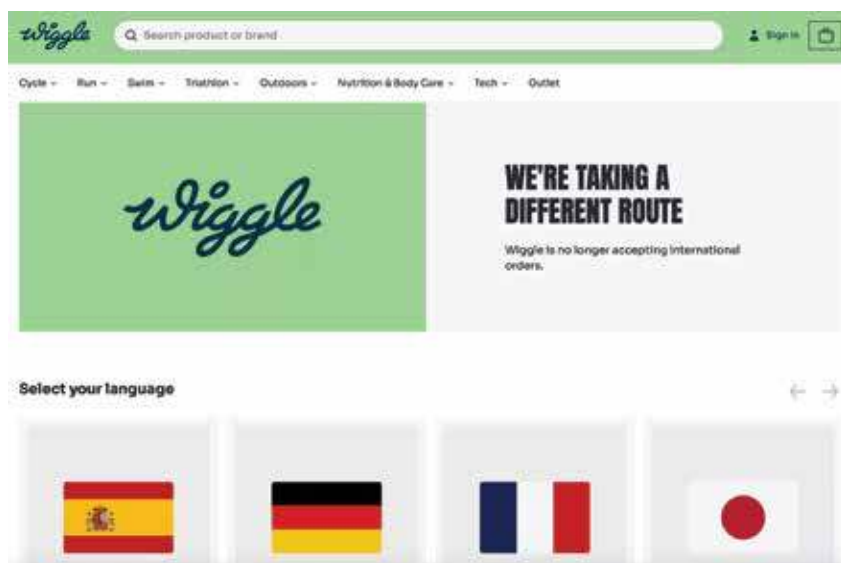 wiggle
Search product or brand
Sign in
Cycle Run Swim Triathlon Outdoors Nutrition & Body Care Tech Outlet
wiggle
WE'RE TAKING A
DIFFERENT ROUTE
Wiggle is no longer accepting international
orders.
Select your language